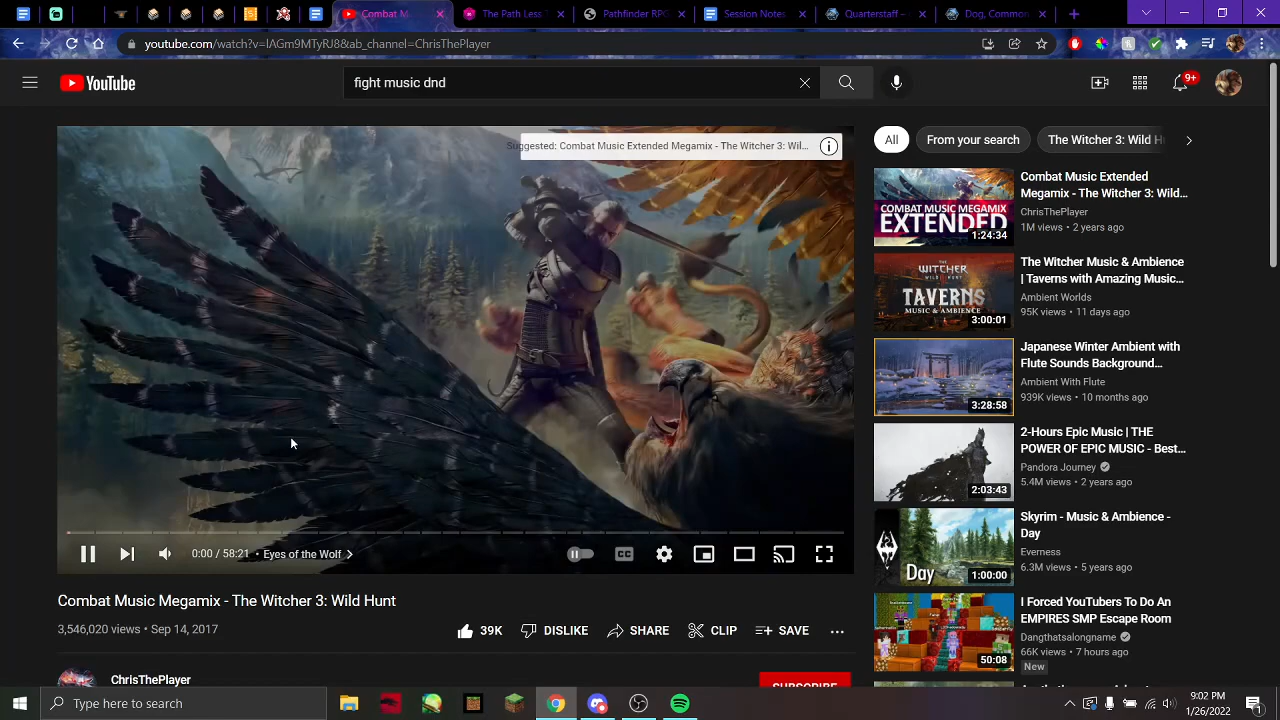 Combat M
The Path Less
Pathfinder RPG
Session Notes
Quarterstaff –
Dog, Common
youtube.com/watch?v=IAGm9MTyRJ8&ab_channel=ChrisThePlayer
YouTube
fight music dnd
9+
Suggested: Combat Music Extended Megamix - The Witcher 3: Wil...
0:00 / 58:21 • Eyes of the Wolf
CC
Combat Music Megamix - The Witcher 3: Wild Hunt
3,546,020 views • Sep 14, 2017
39K
DISLIKE
SHARE
CLIP
SAVE
ChrisThePlayer
SUBSCRIBE
All
From your search
The Witcher 3: Wild H
COMBAT MUSIC MEGAMIX
EXTENDED
1:24:34
Combat Music Extended
Megamix - The Witcher 3: Wild...
ChrisThePlayer
1M views • 2 years ago
THE
WITCHER
WILD HUNT
TAVERNS
MUSIC & AMBIENCE
3:00:01
The Witcher Music & Ambience
| Taverns with Amazing Music...
Ambient Worlds
95K views • 11 days ago
3:28:58
Japanese Winter Ambient with
Flute Sounds Background...
Ambient With Flute
939K views • 10 months ago
2:03:43
2-Hours Epic Music | THE
POWER OF EPIC MUSIC - Best...
Pandora Journey
5.4M views • 2 years ago
Day
1:00:00
Skyrim - Music & Ambience -
Day
Everness
6.3M views • 5 years ago
50:08
I Forced YouTubers To Do An
EMPIRES SMP Escape Room
Dangthatsalongname
66K views • 7 hours ago
New
Type here to search
9:02 PM
1/26/2022
1